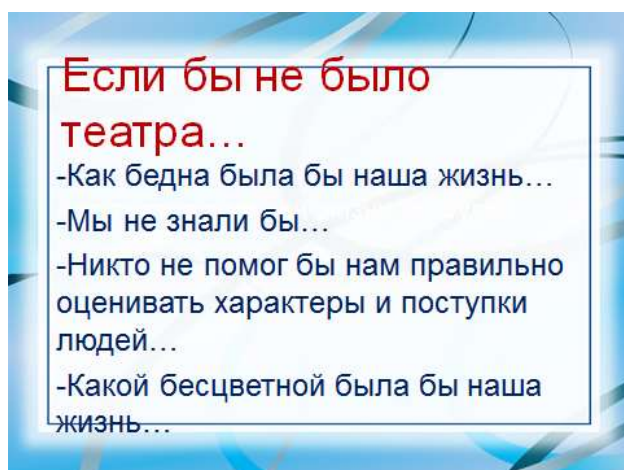 Если бы не было
театра…
-Как бедна была бы наша жизнь…
-Мы не знали бы…
-Никто не помог бы нам правильно
оценивать характеры и поступки
людей…
-Какой бесцветной была бы наша
жизнь…